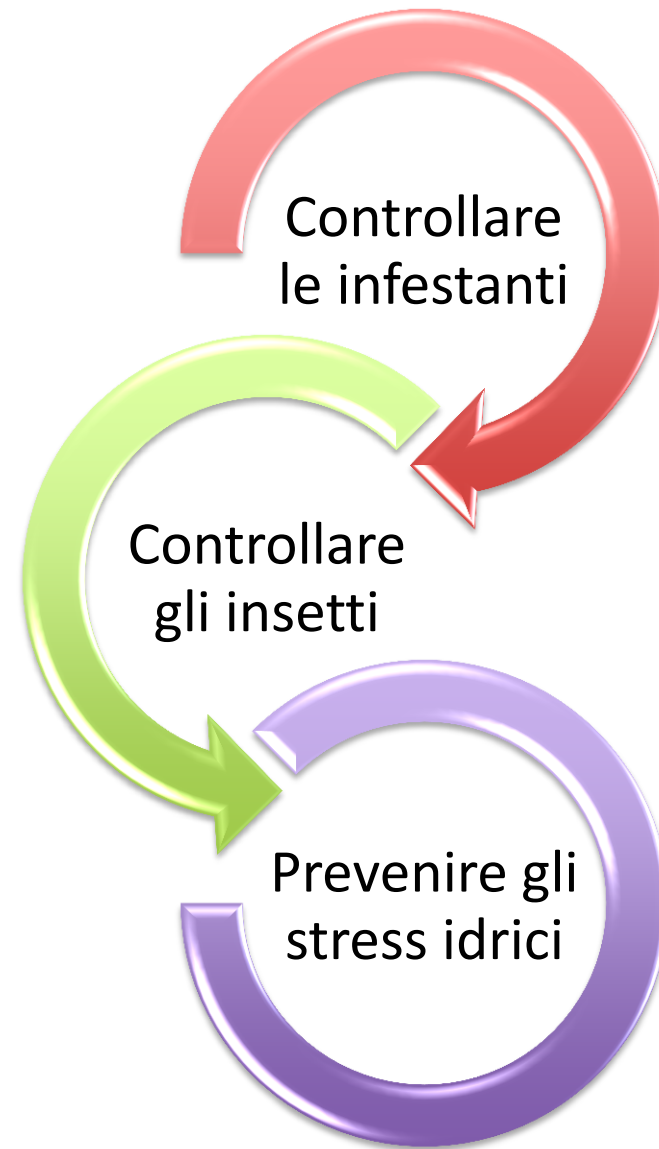 Controllare
le infestanti
Controllare
gli insetti
Prevenire gli
stress idrici